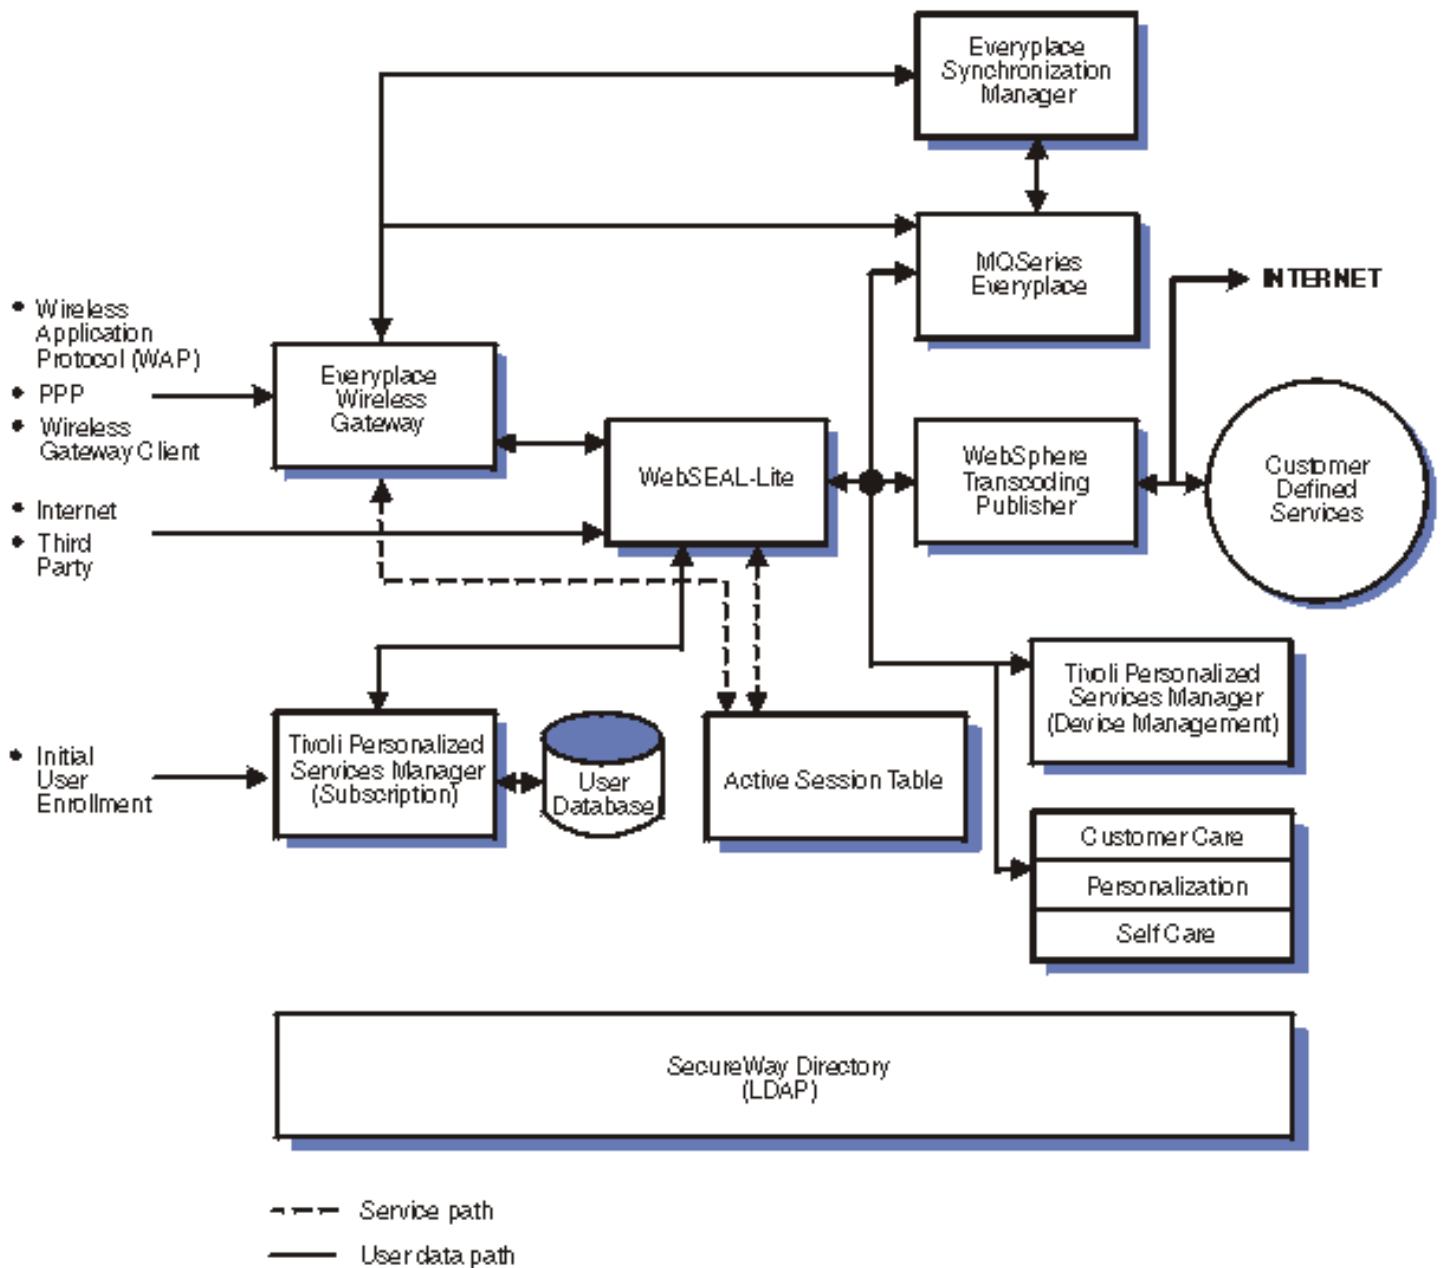 Everyplace
Synchronization
Manager
MQSeries
Everyplace
INTERNET
• Wireless
Application
Protocol (WAP)
• PPP
• Wireless
Gateway Client
Everyplace
Wireless
Gateway
• Internet
• Third
Party
WebSEAL-Lite
WebSphere
Transcoding
Publisher
Customer
Defined
Services
• Initial
User
Enrollment
Tivoli Personalized
Services Manager
(Subscription)
User
Database
Active Session Table
Tivoli Personalized
Services Manager
(Device Management)
Customer Care
Personalization
Self Care
SecureWay Directory
(LDAP)
Service path
User data path